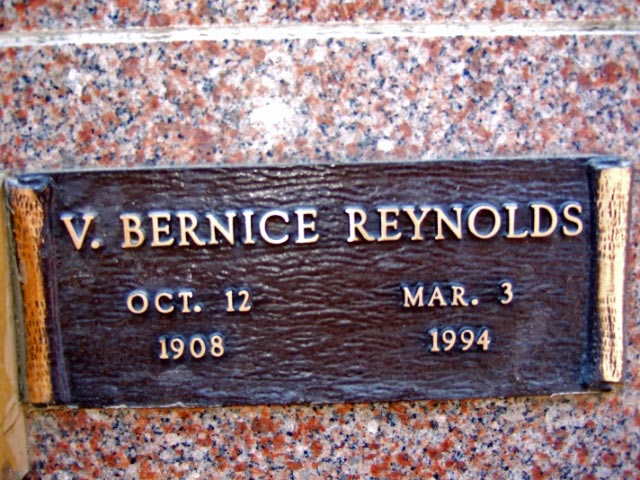 V. BERNICE REYNOLDS
OCT. 12 MAR. 3
1908 1994